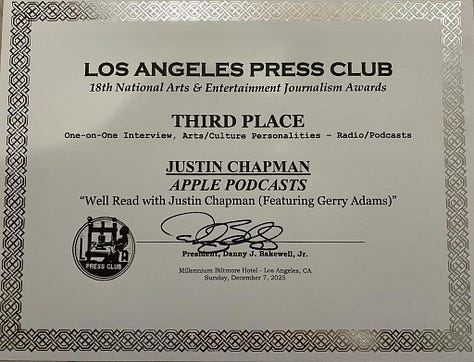 LOS ANGELES PRESS CLUB
18th National Arts & Entertainment Journalism Awards
THIRD PLACE
One-on-One Interview, Arts/Culture Personalities – Radio/Podcasts
JUSTIN CHAPMAN
APPLE PODCASTS
“Well Read with Justin Chapman (Featuring Gerry Adams)”
PRESS CLUB
President, Danny J. Bakewell, Jr.
Millennium Biltmore Hotel - Los Angeles, CA
Sunday, December 7, 2025